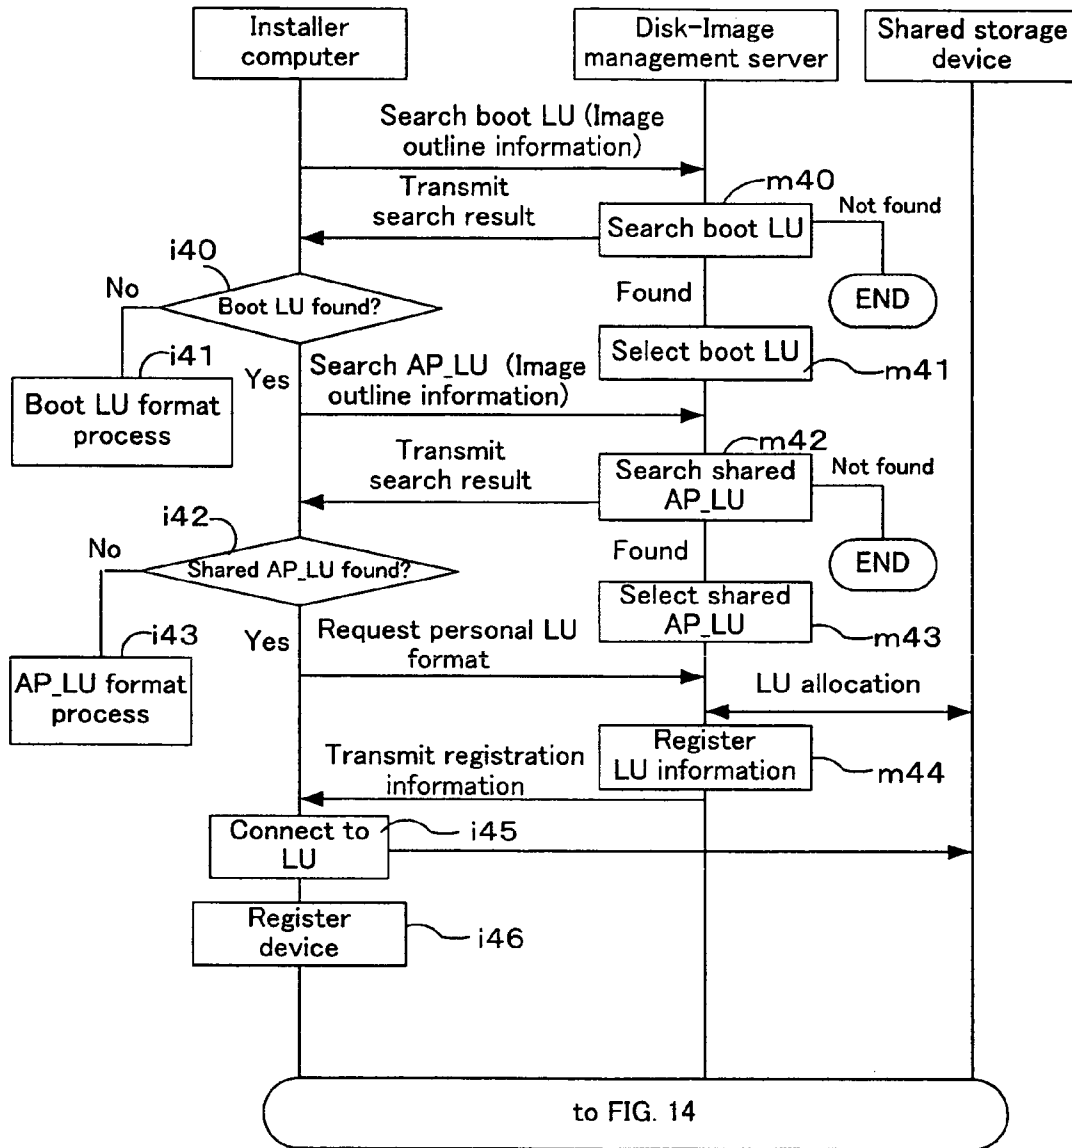 Installer
computer
Disk-Image
management server
Shared storage
device
Search boot LU (Image
outline information)
m40
Transmit
search result
Not found
Search boot LU
i40
No
Boot LU found?
Found
END
i41
Select boot LU
m41
Yes
Search AP_LU (Image
outline information)
Boot LU format
process
m42
Transmit
search result
Search shared
AP_LU
Not found
i42
No
Shared AP_LU found?
Found
END
i43
Select shared
AP_LU
m43
Yes
Request personal LU
format
AP_LU format
process
LU allocation
Register
LU information
m44
Transmit registration
information
Connect to
LU
i45
Register
device
i46
to FIG. 14